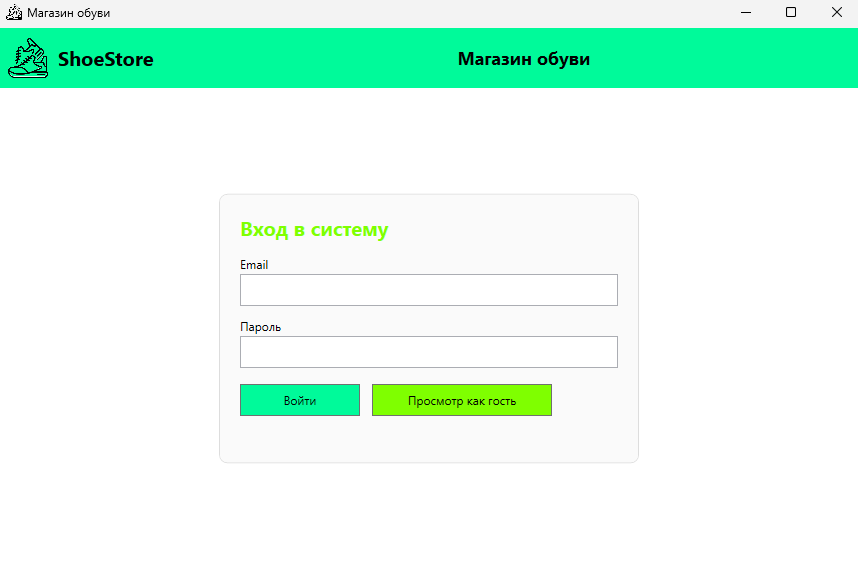 Магазин обуви
ShoeStore
Магазин обуви
Вход в систему
Email
Пароль
Войти
Просмотр как гость